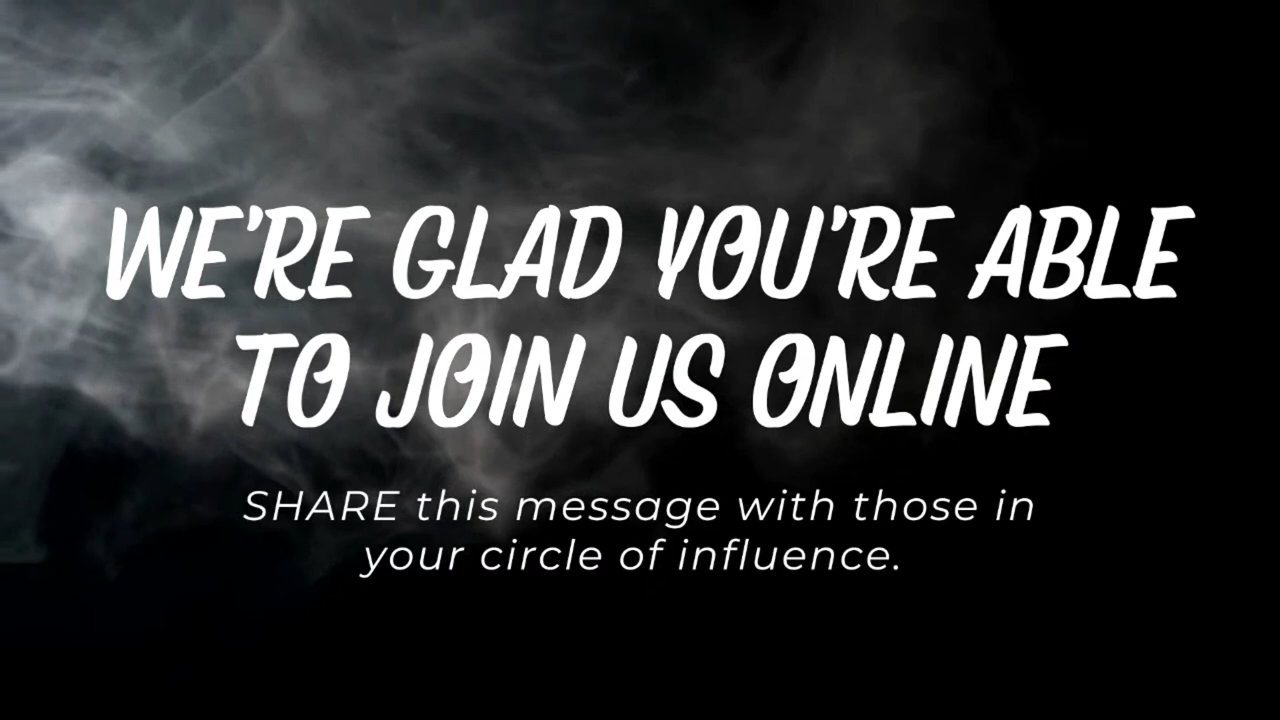 WE'RE GLAD YOU'RE ABLE
TO JOIN US ONLINE
SHARE this message with those in
your circle of influence.